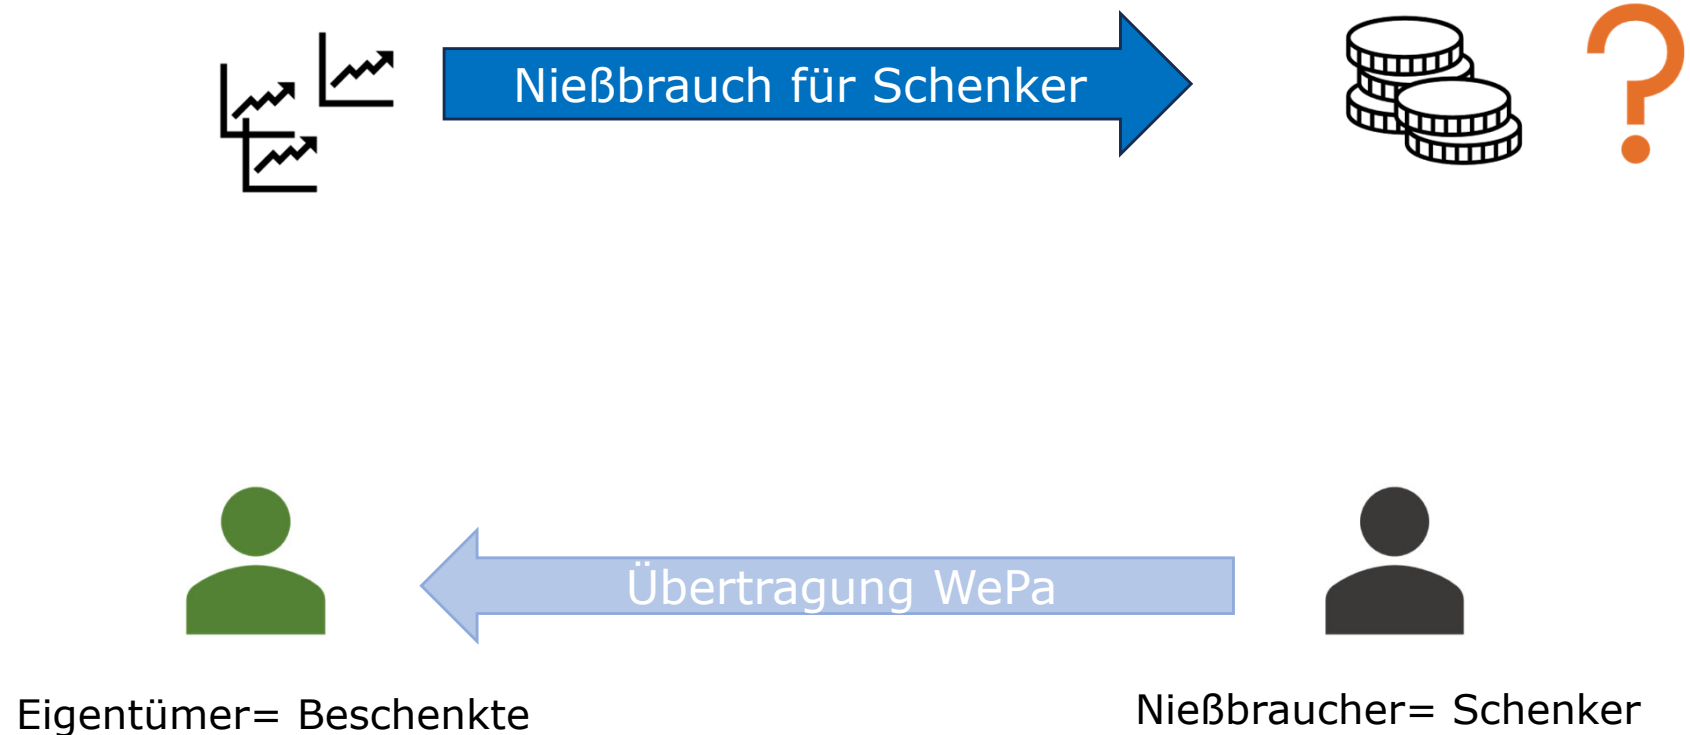 Nießbrauch für Schenker
?
Übertragung WePa
Eigentümer= Beschenkte
Nießbraucher= Schenker